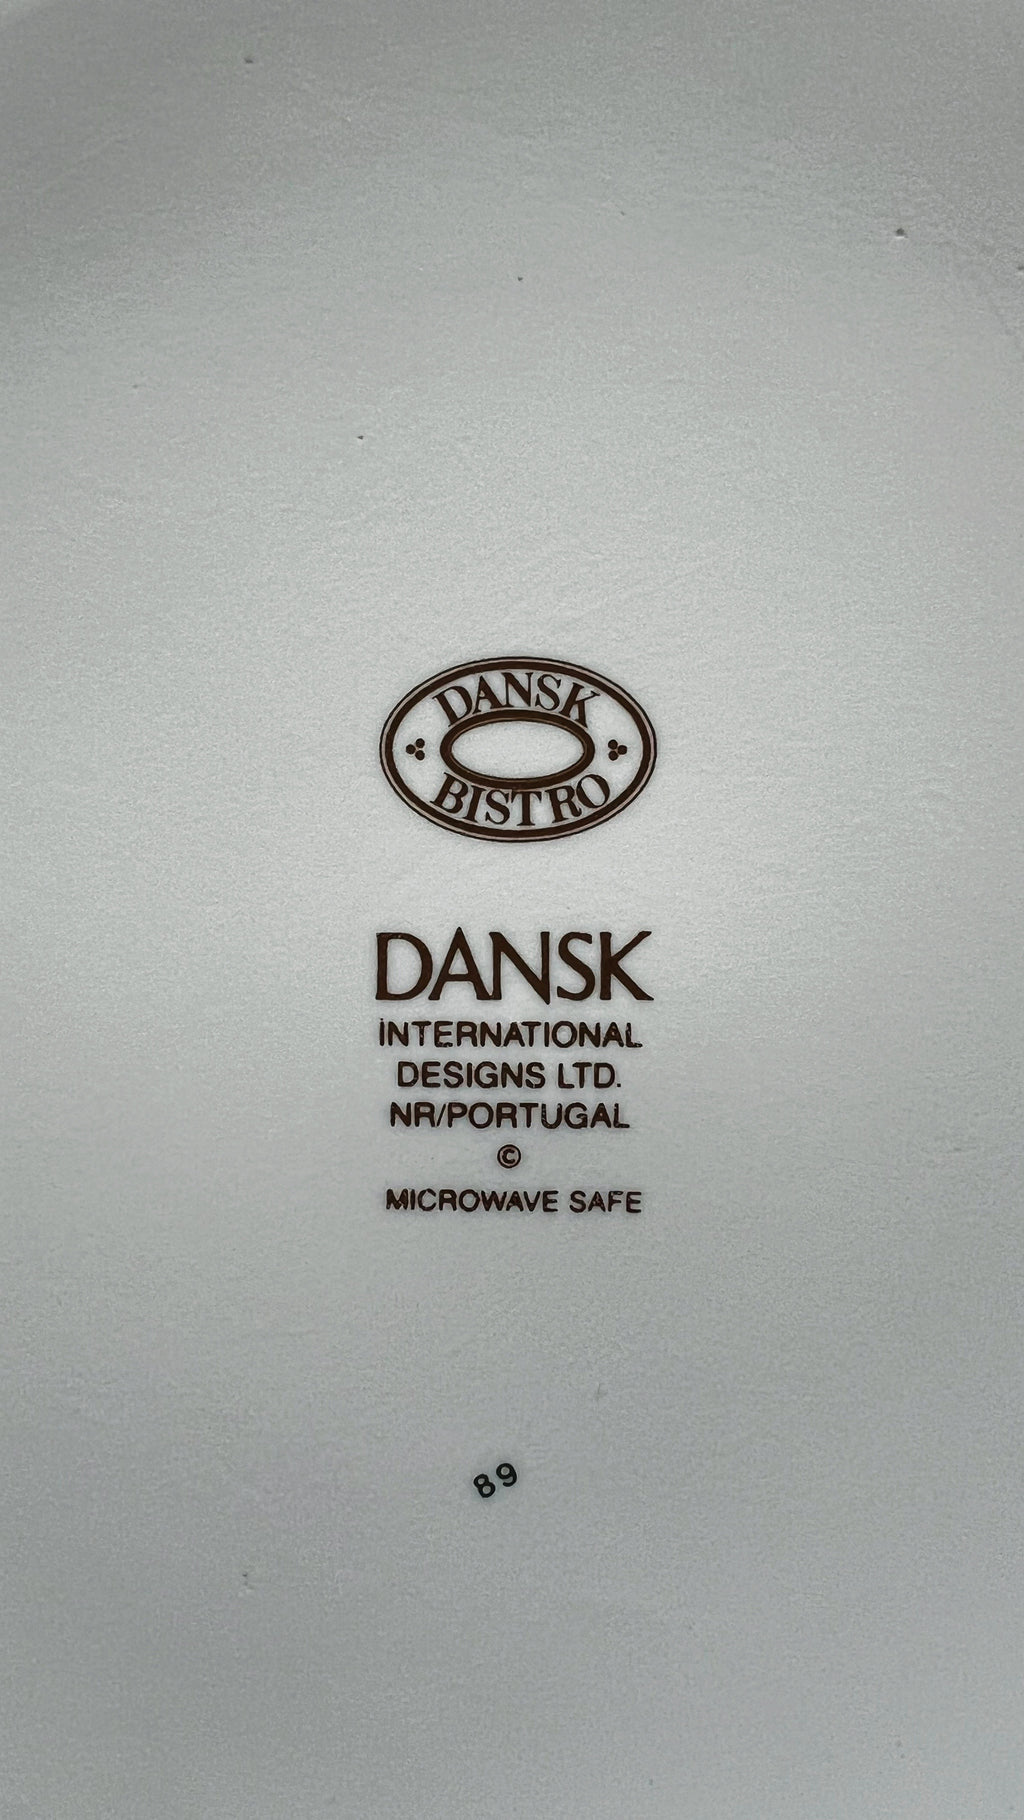 DANSK
BISTRO
DANSK
INTERNATIONAL
DESIGNS LTD.
NR/PORTUGAL
©
MICROWAVE SAFE
89